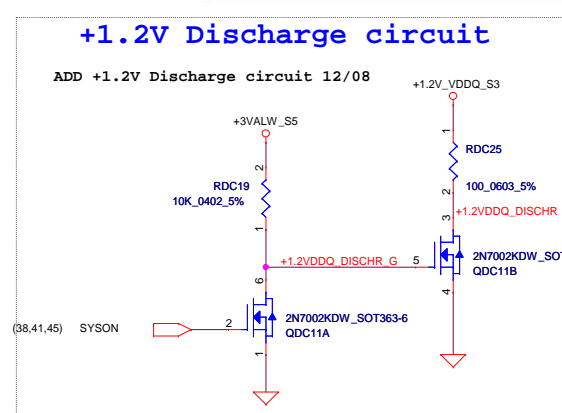 +1.2V Discharge circuit
ADD +1.2V Discharge circuit 12/08
+1.2V_VDDQ_S3
+3VALW_S5
1
RDC25
2
RDC19
10K_0402_5%
100_0603_5%
2
1
3
+1.2VDDQ_DISCHR
+1.2VDDQ_DISCHR_G
5
2N7002KDW_SOT
QDC11B
6
4
2N7002KDW_SOT363-6
QDC11A
(38,41,45) SYSON
2
1